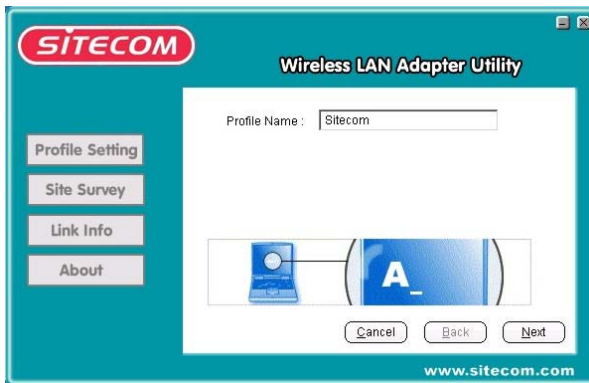 SITECOM
Wireless LAN Adapter Utility
Profile Name : Sitecom
Profile Setting
Site Survey
Link Info
About
A_
Cancel Back Next
www.sitecom.com